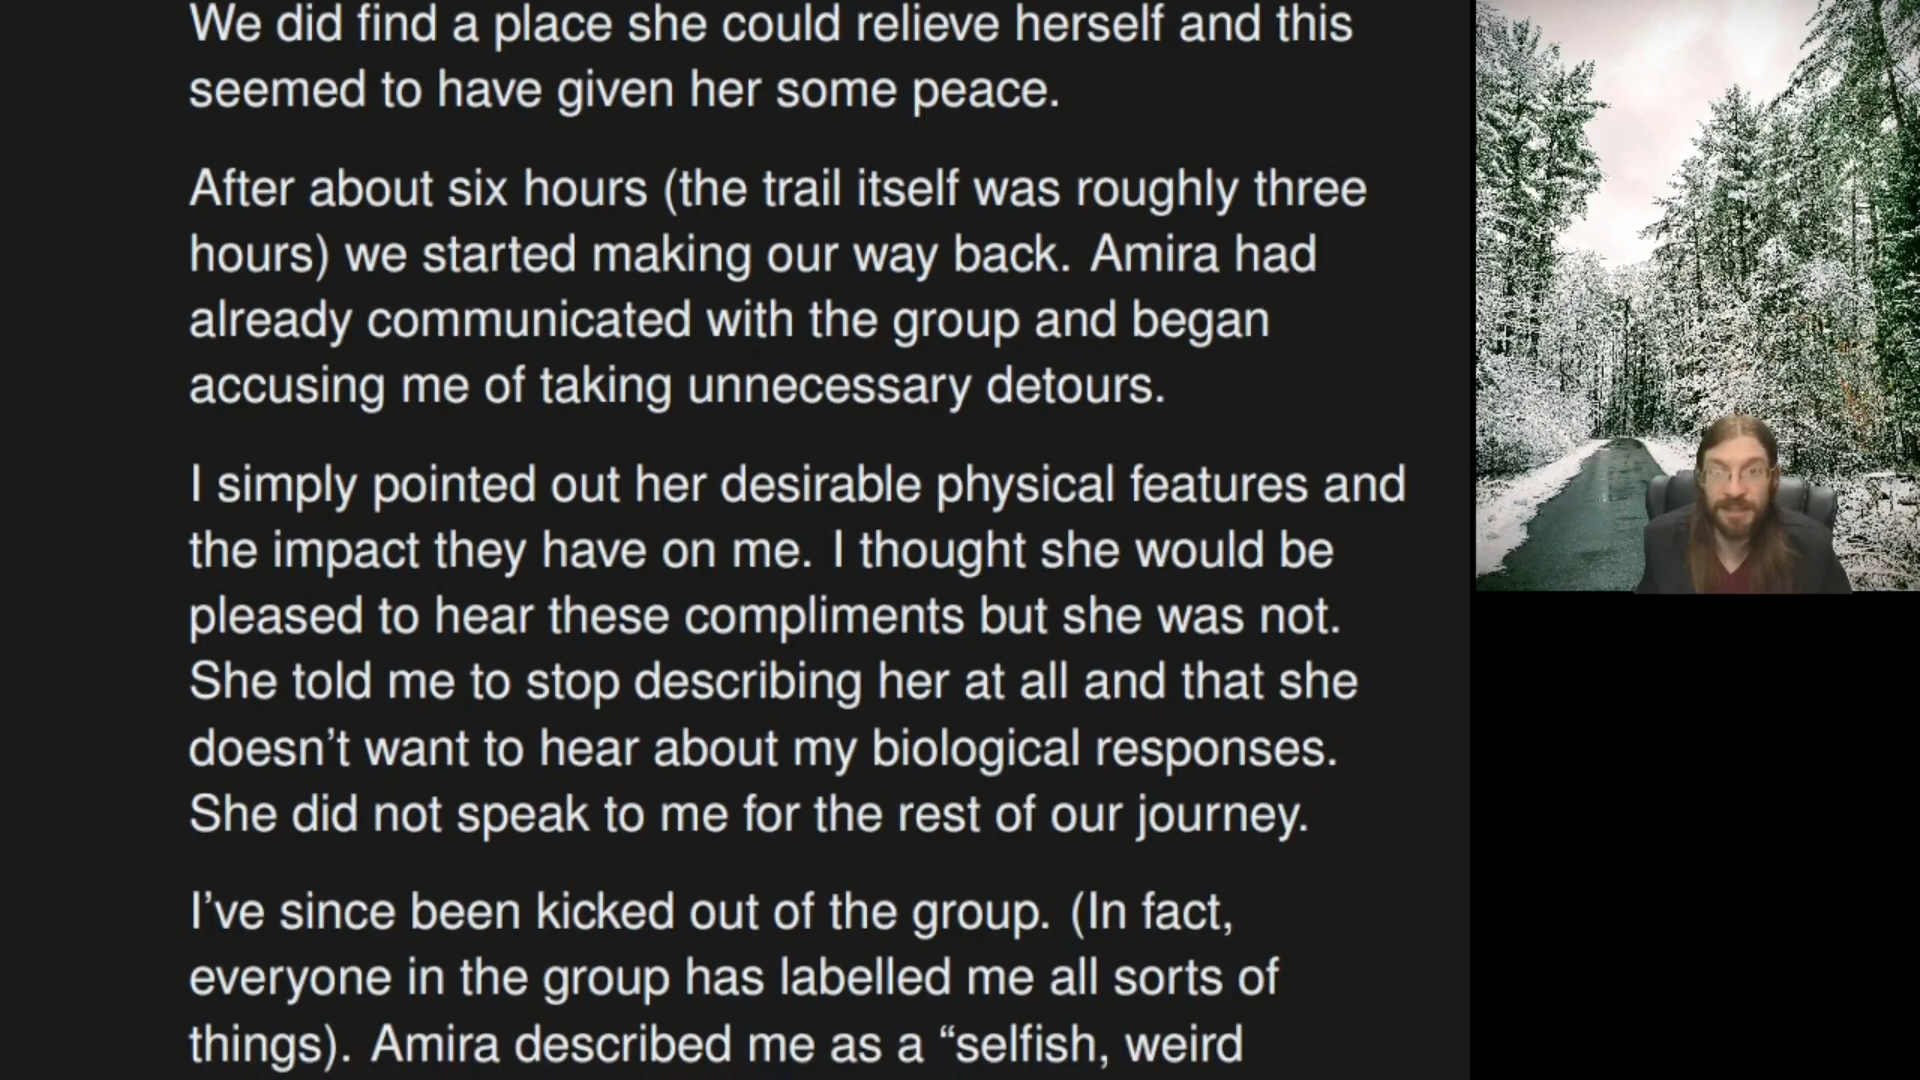 We did find a place she could relieve herself and this
seemed to have given her some peace.
After about six hours (the trail itself was roughly three
hours) we started making our way back. Amira had
already communicated with the group and began
accusing me of taking unnecessary detours.
I simply pointed out her desirable physical features and
the impact they have on me. I thought she would be
pleased to hear these compliments but she was not.
She told me to stop describing her at all and that she
doesn’t want to hear about my biological responses.
She did not speak to me for the rest of our journey.
I’ve since been kicked out of the group. (In fact,
everyone in the group has labelled me all sorts of
things). Amira described me as a “selfish, weird